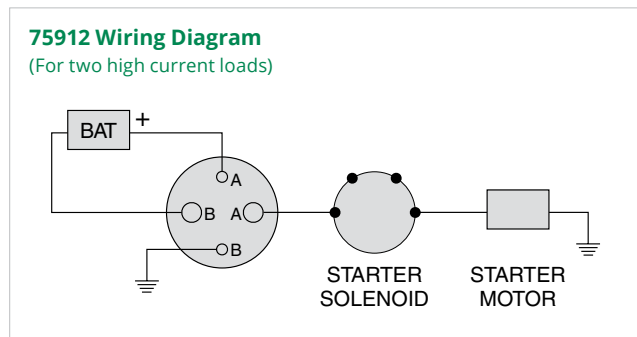 75912 Wiring Diagram
(For two high current loads)
BAT +
A
B A
B
STARTER SOLENOID
STARTER MOTOR